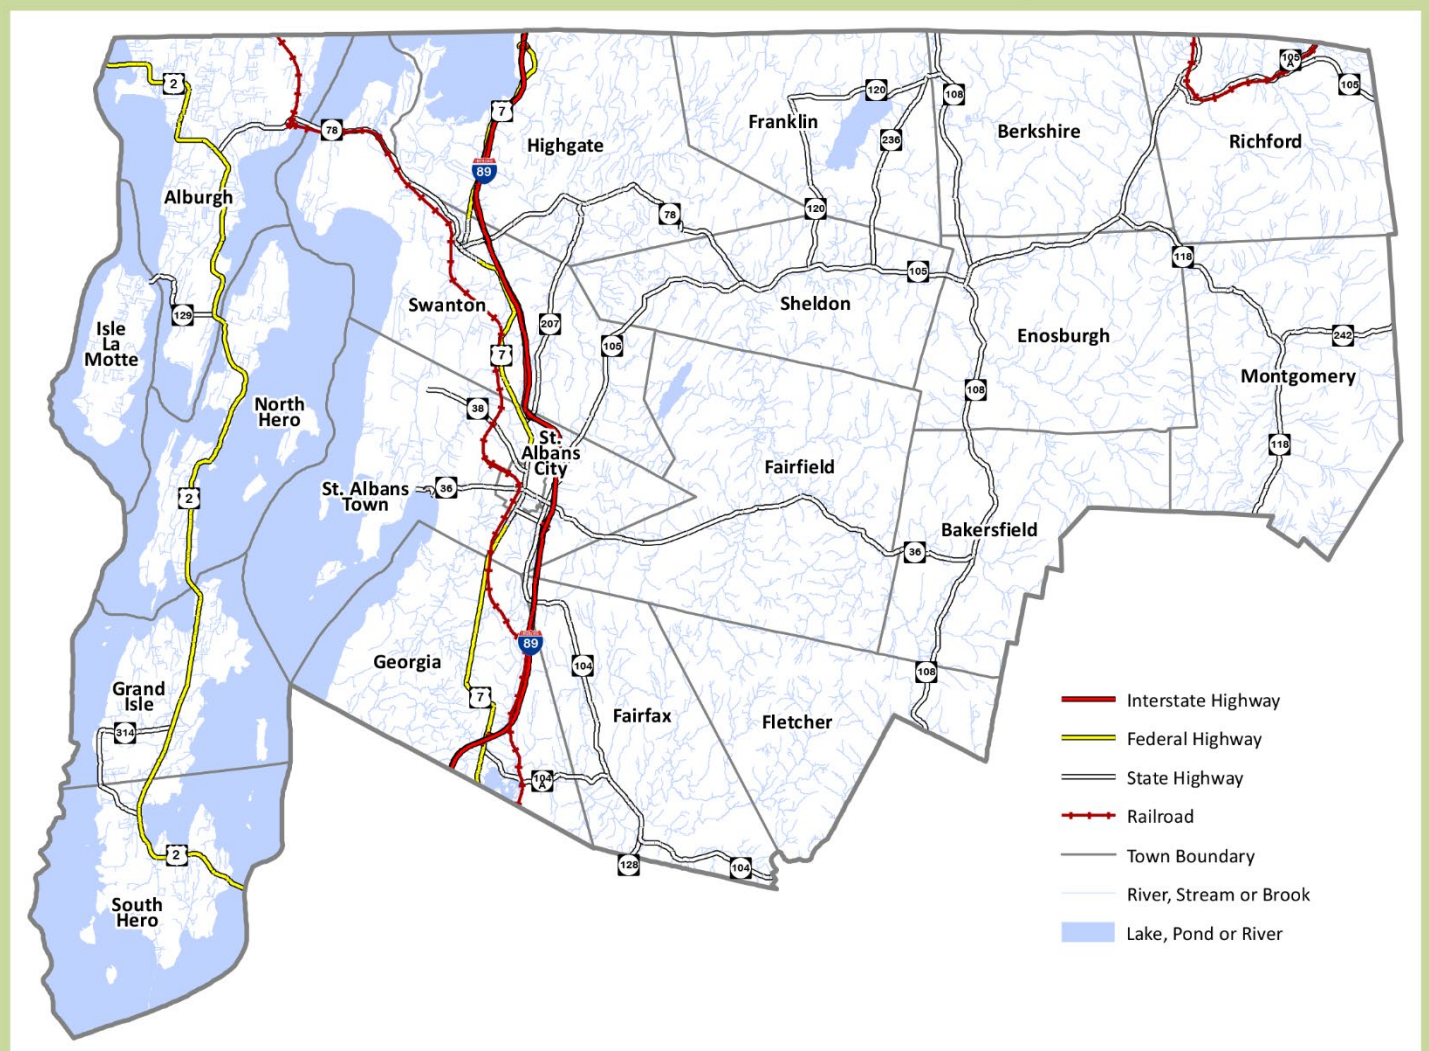 2
78
7
89
Highgate
Franklin
120
108
236
Berkshire
105
A
105
Richford
Alburgh
78
120
118
129
Isle
La
Motte
Swanton
207
105
7
Sheldon
105
Enosburgh
242
Montgomery
North
Hero
38
108
118
St.
Albans
City
St. Albans
Town
36
2
Fairfield
36
Bakersfield
Georgia
89
104
108
7
Grand
Isle
314
Fairfax
Fletcher
104
A
128
104
2
South
Hero
Interstate Highway
Federal Highway
State Highway
Railroad
Town Boundary
River, Stream or Brook
Lake, Pond or River